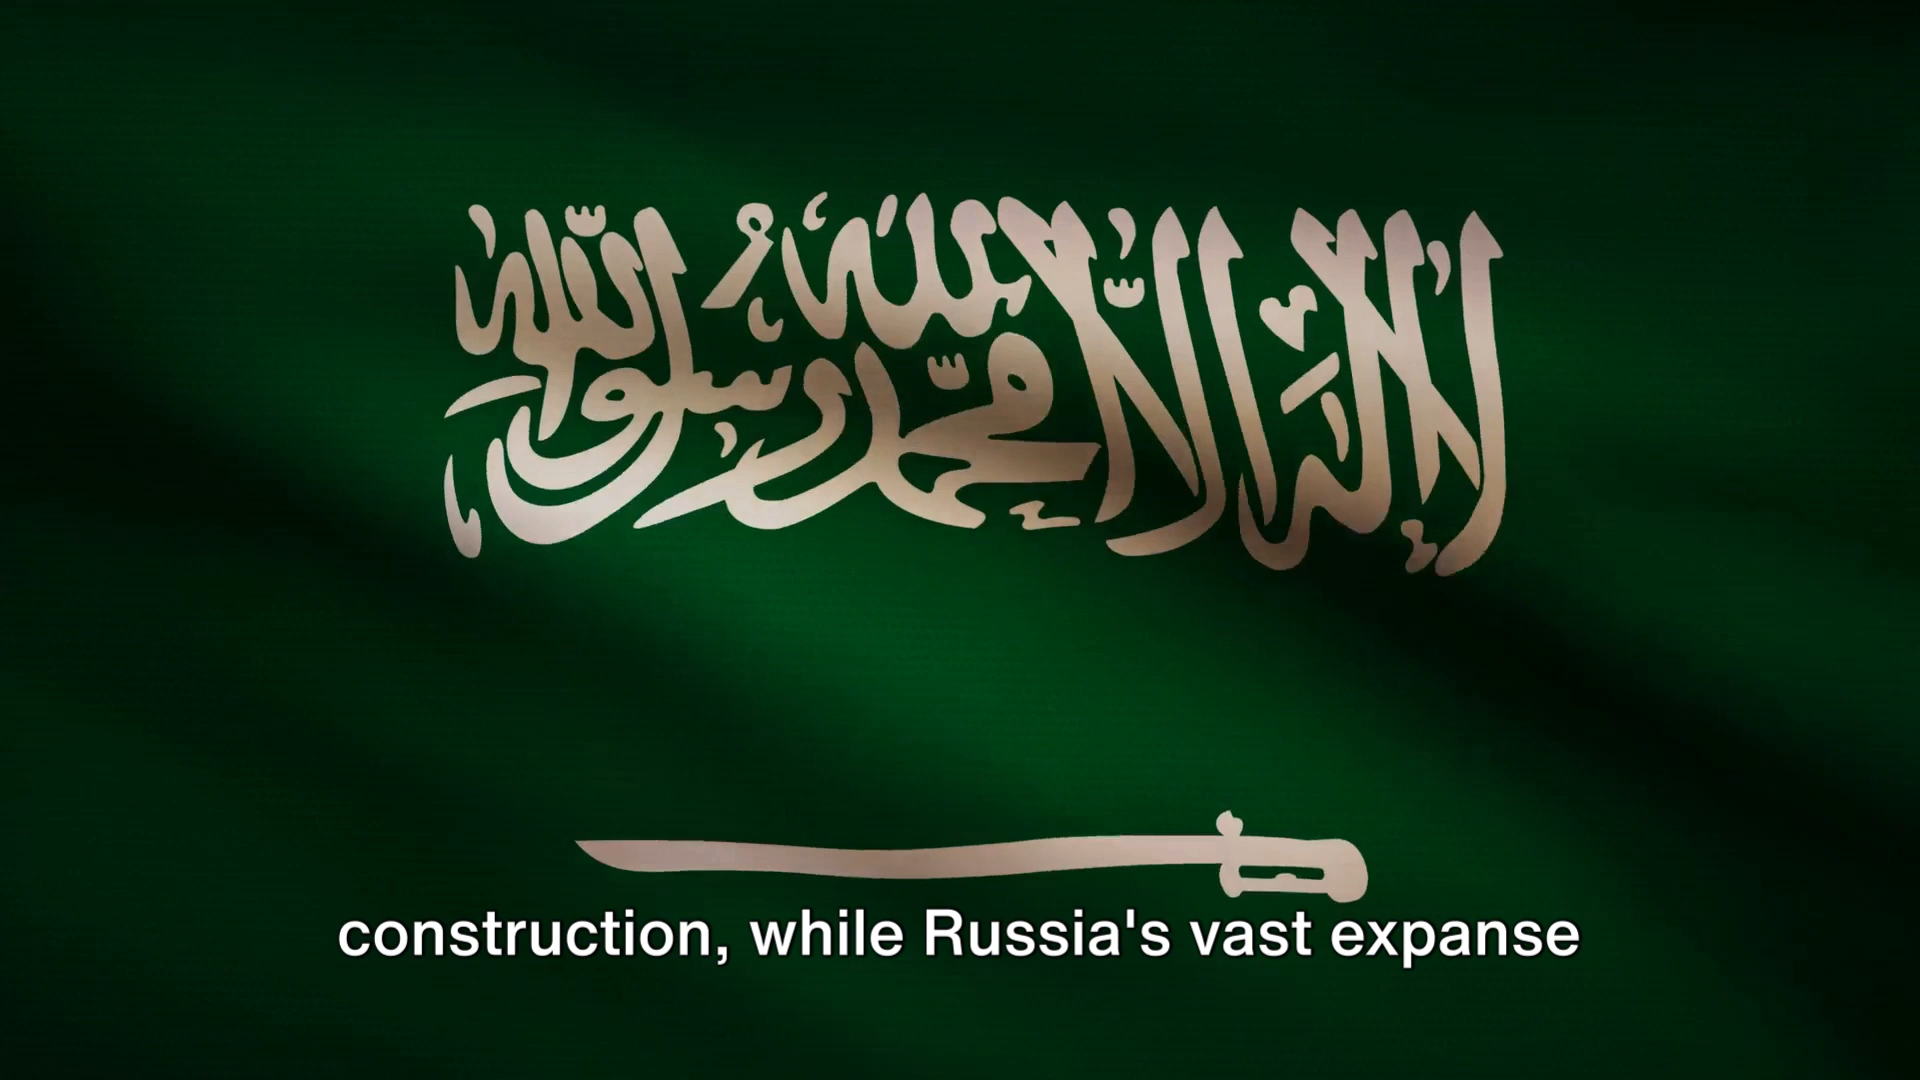 لا إله إلا الله محمد رسول الله
construction, while Russia's vast expanse